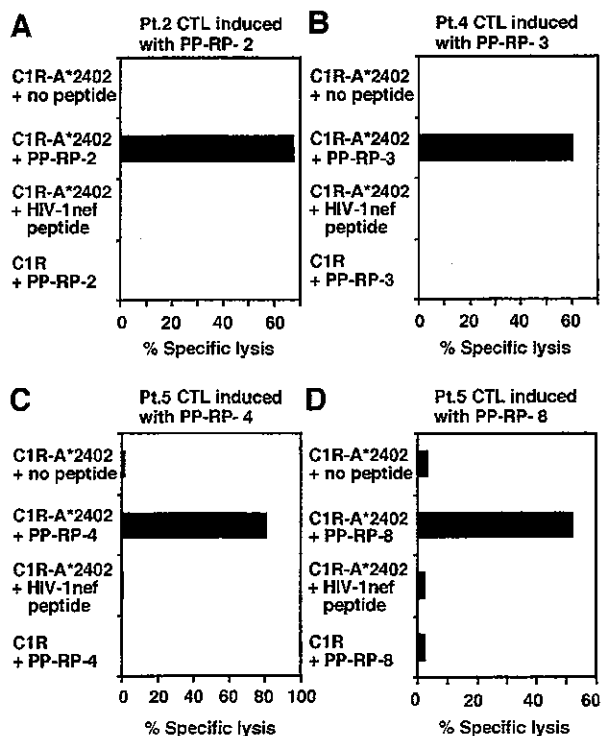 A
Pt.2 CTL induced
with PP-RP- 2
C1R-A*2402
+ no peptide
C1R-A*2402
+ PP-RP-2
C1R-A*2402
+ HIV-1nef
peptide
C1R
+ PP-RP-2
0 20 40 60
% Specific lysis
B
Pt.4 CTL induced
with PP-RP- 3
C1R-A*2402
+ no peptide
C1R-A*2402
+ PP-RP-3
C1R-A*2402
+ HIV-1nef
peptide
C1R
+ PP-RP-3
0 20 40 60
% Specific lysis
C
Pt.5 CTL induced
with PP-RP- 4
C1R-A*2402
+ no peptide
C1R-A*2402
+ PP-RP-4
C1R-A*2402
+ HIV-1nef
peptide
C1R
+ PP-RP-4
0 20 40 60 80 100
% Specific lysis
D
Pt.5 CTL induced
with PP-RP- 8
C1R-A*2402
+ no peptide
C1R-A*2402
+ PP-RP-8
C1R-A*2402
+ HIV-1nef
peptide
C1R
+ PP-RP-8
0 20 40 60
% Specific lysis